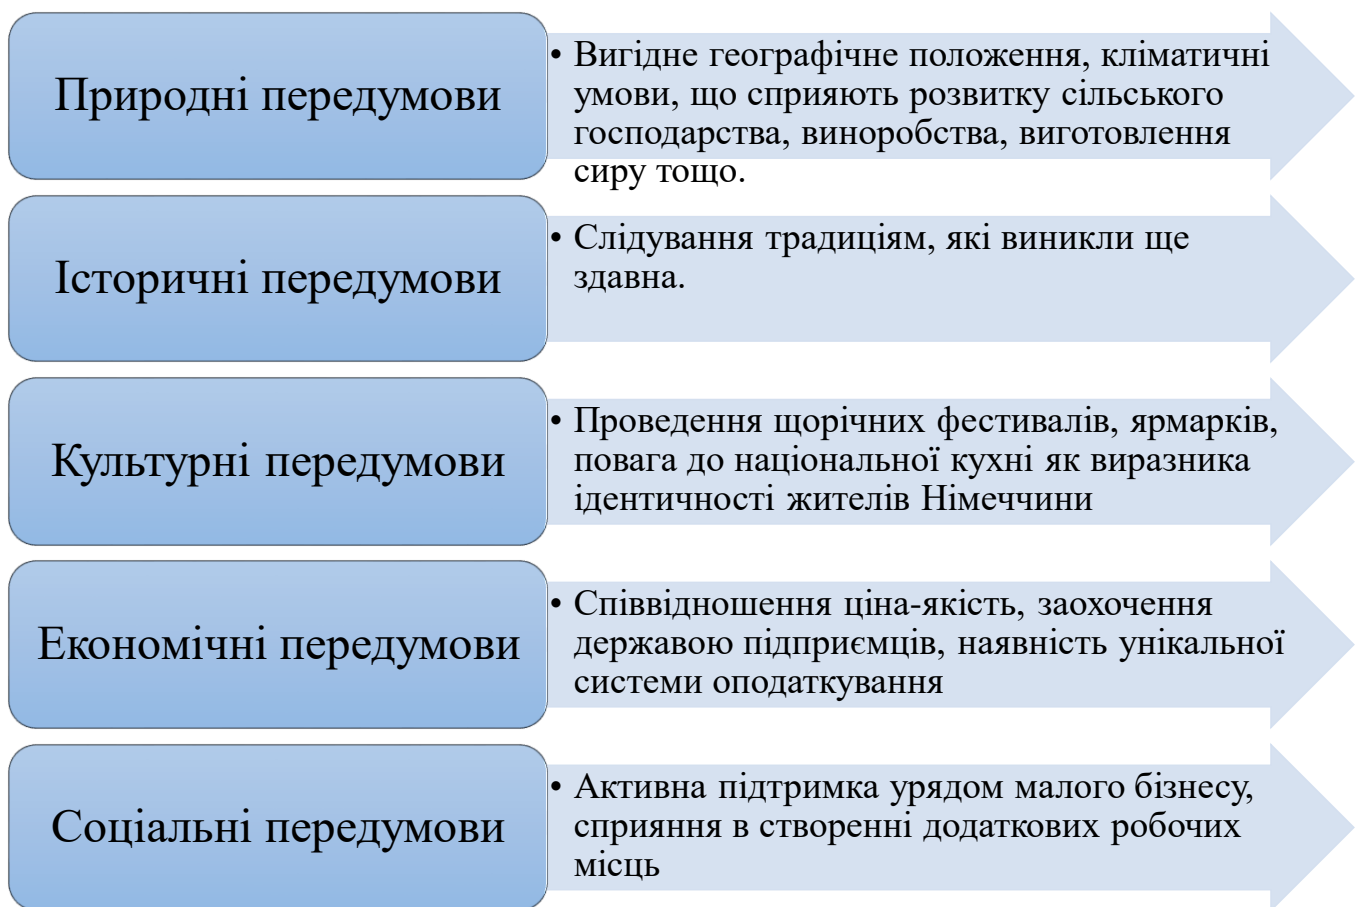 Природні передумови
• Вигідне географічне положення, кліматичні
умови, що сприяють розвитку сільського
господарства, виноробства, виготовлення
сиру тощо.
Історичні передумови
• Слідування традиціям, які виникли ще
здавна.
Культурні передумови
• Проведення щорічних фестивалів, ярмарків,
повага до національної кухні як виразника
ідентичності жителів Німеччини
Економічні передумови
• Співвідношення ціна-якість, заохочення
державою підприємців, наявність унікальної
системи оподаткування
Соціальні передумови
• Активна підтримка урядом малого бізнесу,
сприяння в створенні додаткових робочих
місць